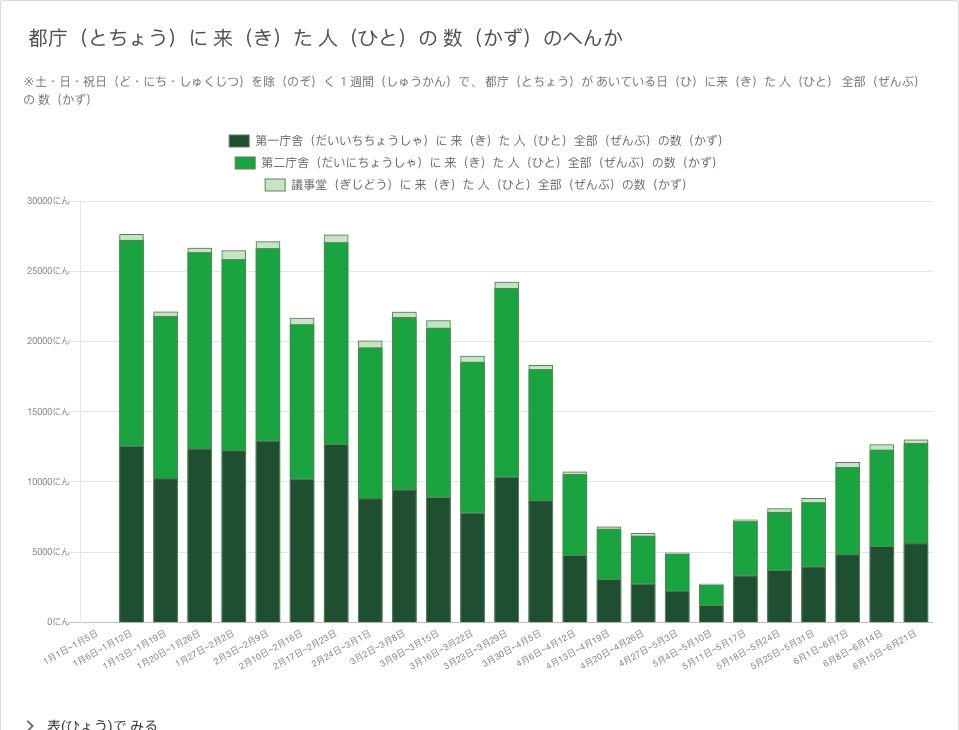 都庁（とちょう）に 来（き）た 人（ひと）の 数（かず）のへんか
※土・日・祝日（ど・にち・しゅくじつ）を除（のぞ）く 1 週間（しゅうかん）で、 都庁（とちょう）が あいている日（ひ）に来（き）た 人（ひと） 全部（ぜんぶ）
の 数（かず）
第一庁舎（だいいちちょうしゃ）に 来（き）た 人（ひと）全部（ぜんぶ）の数（かず）
第二庁舎（だいにちょうしゃ）に 来（き）た 人（ひと）全部（ぜんぶ）の数（かず）
議事堂（ぎじどう）に 来（き）た 人（ひと）全部（ぜんぶ）の数（かず）
30000にん
25000にん
20000にん
15000にん
10000にん
5000にん
0にん
1月1日~1月5日
1月6日~1月12日
1月13日~1月19日
1月20日~1月26日
1月27日~2月2日
2月3日~2月9日
2月10日~2月16日
2月17日~2月23日
2月24日~3月1日
3月2日~3月8日
3月9日~3月15日
3月16日~3月22日
3月23日~3月29日
3月30日~4月5日
4月6日~4月12日
4月13日~4月19日
4月20日~4月26日
4月27日~5月3日
5月4日~5月10日
5月11日~5月17日
5月18日~5月24日
5月25日~5月31日
6月1日~6月7日
6月8日~6月14日
6月15日~6月21日
表(ひょう)で みる